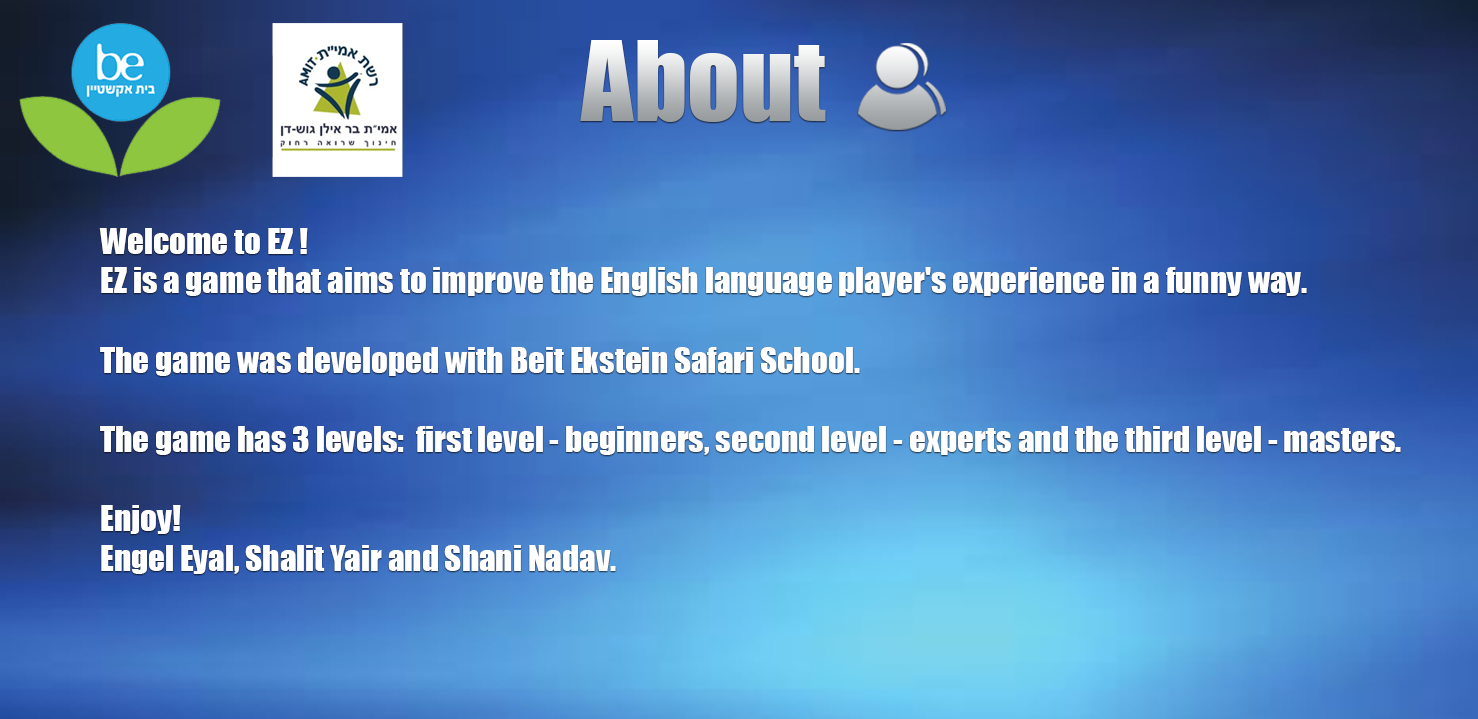 be
בית אקשטיין
רשת אמי"ת·AMIT
אמי"ת בר אילן גוש-דן
חינוך שרואה רחוק
About
Welcome to EZ !
EZ is a game that aims to improve the English language player's experience in a funny way.
The game was developed with Beit Ekstein Safari School.
The game has 3 levels:  first level - beginners, second level - experts and the third level - masters.
Enjoy!
Engel Eyal, Shalit Yair and Shani Nadav.